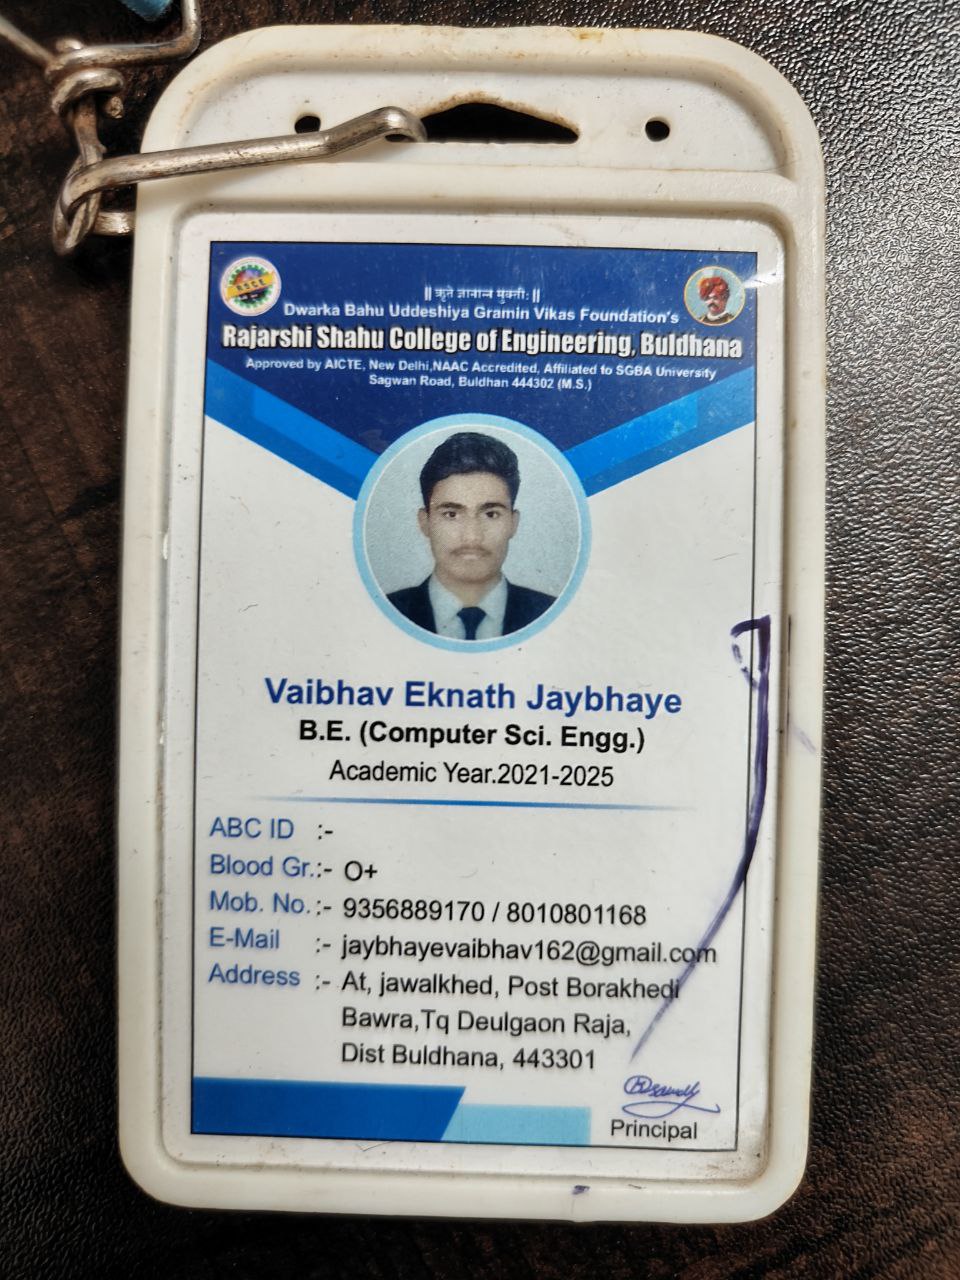 RSCE
|| ऋते ज्ञानान्न मुक्तीः ||
Dwarka Bahu Uddeshiya Gramin Vikas Foundation's
Rajarshi Shahu College of Engineering, Buldhana
Approved by AICTE, New Delhi,NAAC Accredited, Affiliated to SGBA University
Sagwan Road, Buldhan 444302 (M.S.)
Vaibhav Eknath Jaybhaye
B.E. (Computer Sci. Engg.)
Academic Year.2021-2025
ABC ID :-
Blood Gr.:- O+
Mob. No. :- 9356889170 / 8010801168
E-Mail :- jaybhayevaibhav162@gmail.com
Address :- At, jawalkhed, Post Borakhedi
Bawra,Tq Deulgaon Raja,
Dist Buldhana, 443301
Principal